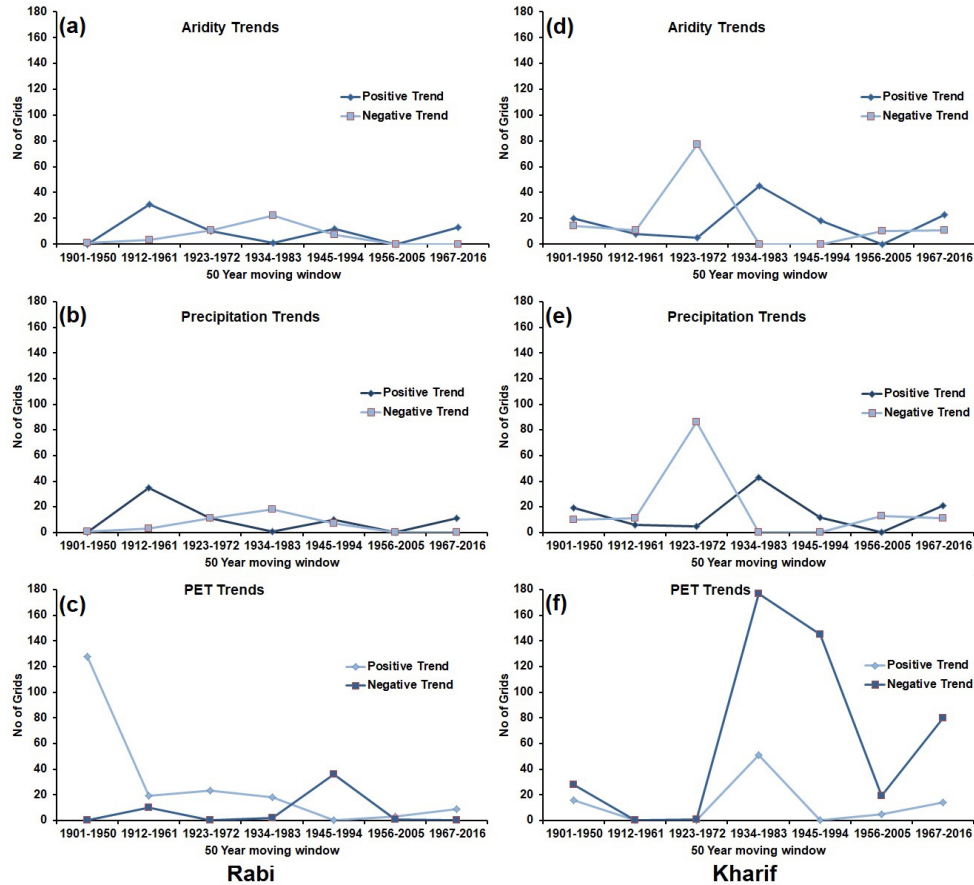 (a)
Aridity Trends
No of Grids
180
160
140
120
100
80
60
40
20
0
Positive Trend
Negative Trend
1901-1950 1912-1961 1923-1972 1934-1983 1945-1994 1956-2005 1967-2016
50 Year moving window
(b)
Precipitation Trends
No of Grids
180
160
140
120
100
80
60
40
20
0
Positive Trend
Negative Trend
1901-1950 1912-1961 1923-1972 1934-1983 1945-1994 1956-2005 1967-2016
50 Year moving window
(c)
PET Trends
No of Grids
180
160
140
120
100
80
60
40
20
0
Positive Trend
Negative Trend
1901-1950 1912-1961 1923-1972 1934-1983 1945-1994 1956-2005 1967-2016
50 Year moving window
Rabi
(d)
Aridity Trends
No of Grids
180
160
140
120
100
80
60
40
20
0
Positive Trend
Negative Trend
1901-1950 1912-1961 1923-1972 1934-1983 1945-1994 1956-2005 1967-2016
50 Year moving window
(e)
Precipitation Trends
No of Grids
180
160
140
120
100
80
60
40
20
0
Positive Trend
Negative Trend
1901-1950 1912-1961 1923-1972 1934-1983 1945-1994 1956-2005 1967-2016
50 Year moving window
(f)
PET Trends
No of Grids
180
160
140
120
100
80
60
40
20
0
Positive Trend
Negative Trend
1901-1950 1912-1961 1923-1972 1934-1983 1945-1994 1956-2005 1967-2016
50 Year moving window
Kharif